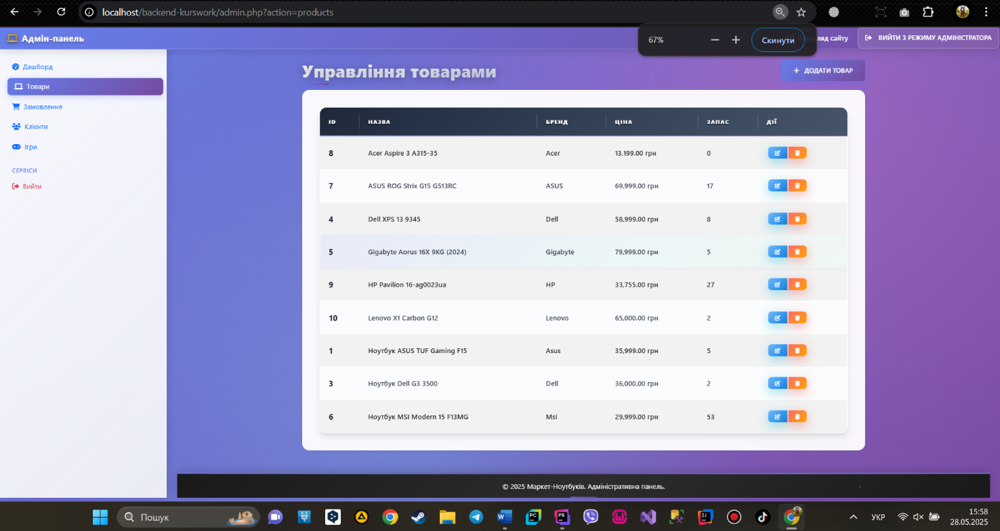 localhost/backend-kurswork/admin.php?action=products
67%
Скинути
Адмін-панель
сайту
ВИЙТИ З РЕЖИМУ АДМІНІСТРАТОРА
Дашборд
Товари
Замовлення
Клієнти
Ігри
СЕРВІСИ
Вийти
Управління товарами
+ ДОДАТИ ТОВАР
ID НАЗВА БРЕНД ЦІНА ЗАПАС ДІЇ
8 Acer Aspire 3 A315-35 Acer 13,199.00 грн 0
7 ASUS ROG Strix G15 G513RC ASUS 69,999.00 грн 17
4 Dell XPS 13 9345 Dell 58,999.00 грн 8
5 Gigabyte Aorus 16X 9KG (2024) Gigabyte 79,999.00 грн 5
9 HP Pavilion 16-ag0023ua HP 33,755.00 грн 27
10 Lenovo X1 Carbon G12 Lenovo 65,000.00 грн 2
1 Ноутбук ASUS TUF Gaming F15 Asus 35,999.00 грн 5
3 Ноутбук Dell G3 3500 Dell 36,000.00 грн 2
6 Ноутбук MSI Modern 15 F13MG Msi 29,999.00 грн 53
© 2025 Маркет-Ноутбуків. Адміністративна панель.
Пошук
УКР
15:58
28.05.2025